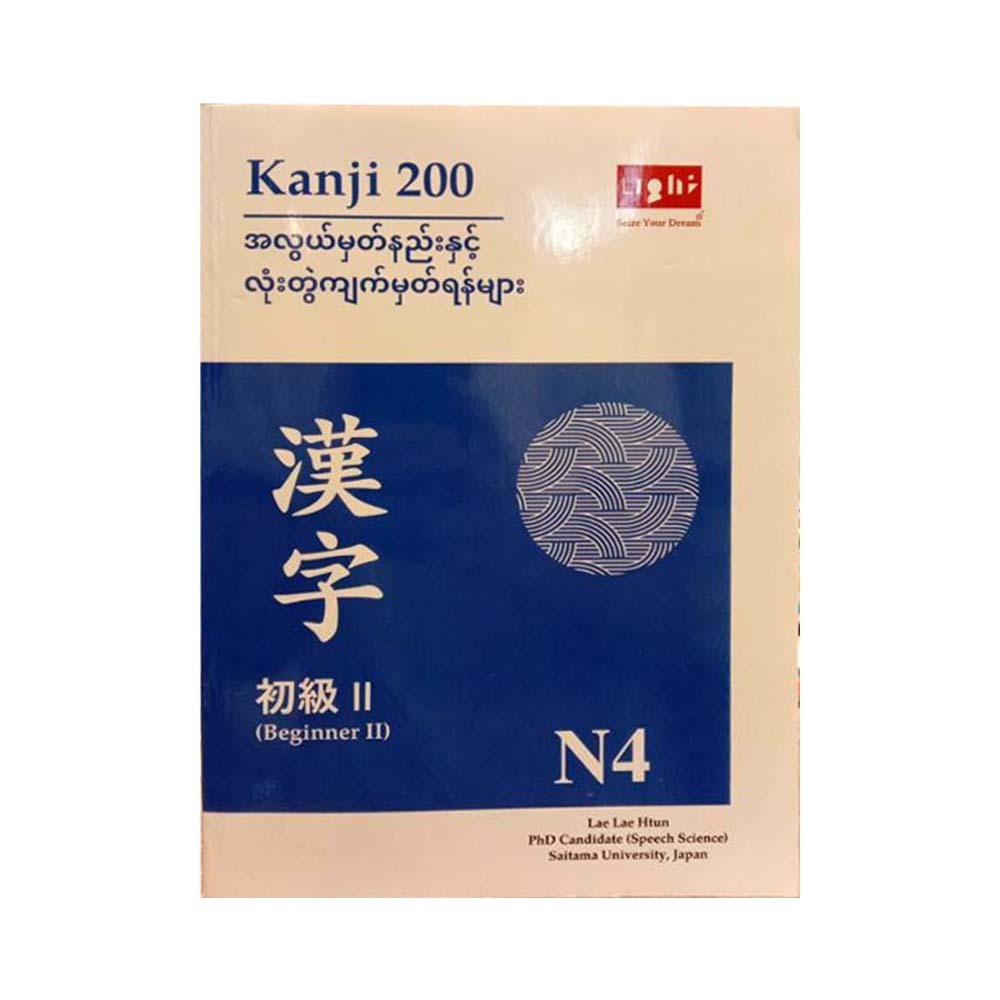 Kanji 200
အလွယ်မှတ်နည်းနှင့်
လုံးတွဲကျက်မှတ်ရန်များ
Light
Seize Your Dream
漢字
初級 II
(Beginner II)
N4
Lae Lae Htun
PhD Candidate (Speech Science)
Saitama University, Japan